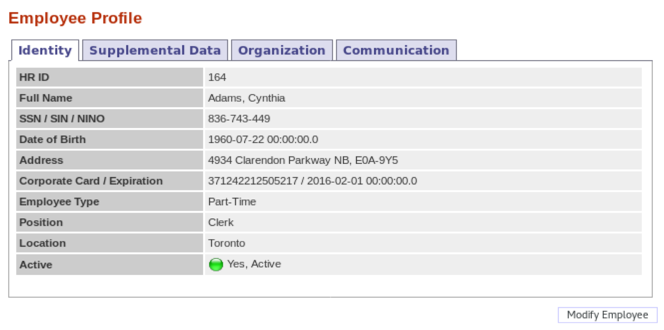 Employee Profile
Identity Supplemental Data Organization Communication
HR ID 164
Full Name Adams, Cynthia
SSN / SIN / NINO 836-743-449
Date of Birth 1960-07-22 00:00:00.0
Address 4934 Clarendon Parkway NB, E0A-9Y5
Corporate Card / Expiration 371242212505217 / 2016-02-01 00:00:00.0
Employee Type Part-Time
Position Clerk
Location Toronto
Active Yes, Active
Modify Employee